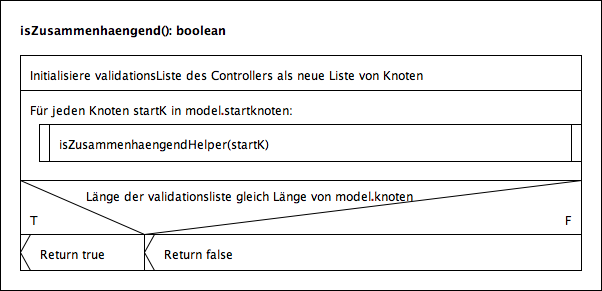 isZusammenhaengend(): boolean
Initialisiere validationsListe des Controllers als neue Liste von Knoten
Für jeden Knoten startK in model.startknoten:
isZusammenhaengendHelper(startK)
Länge der validationsliste gleich Länge von model.knoten
T F
Return true Return false